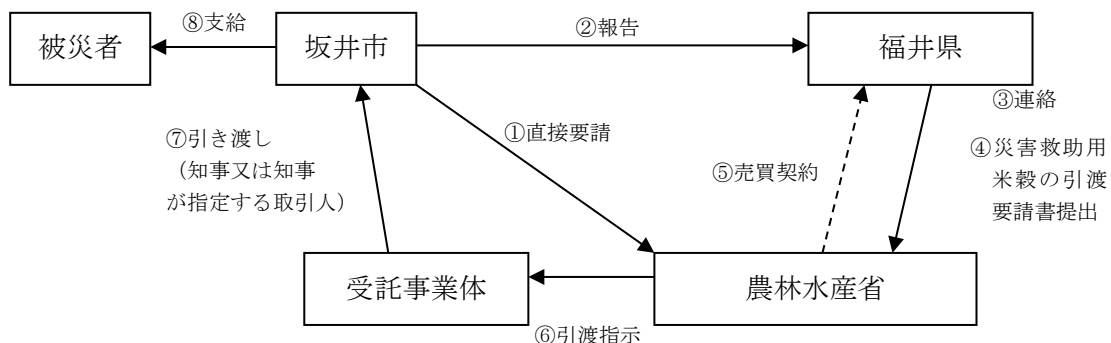 ⑧支給
②報告
被災者
坂井市
福井県
③連絡
①直接要請
⑦引き渡し
（知事又は知事
が指定する取引人）
⑤売買契約
④災害救助用
米穀の引渡
要請書提出
受託事業体
農林水産省
⑥引渡指示